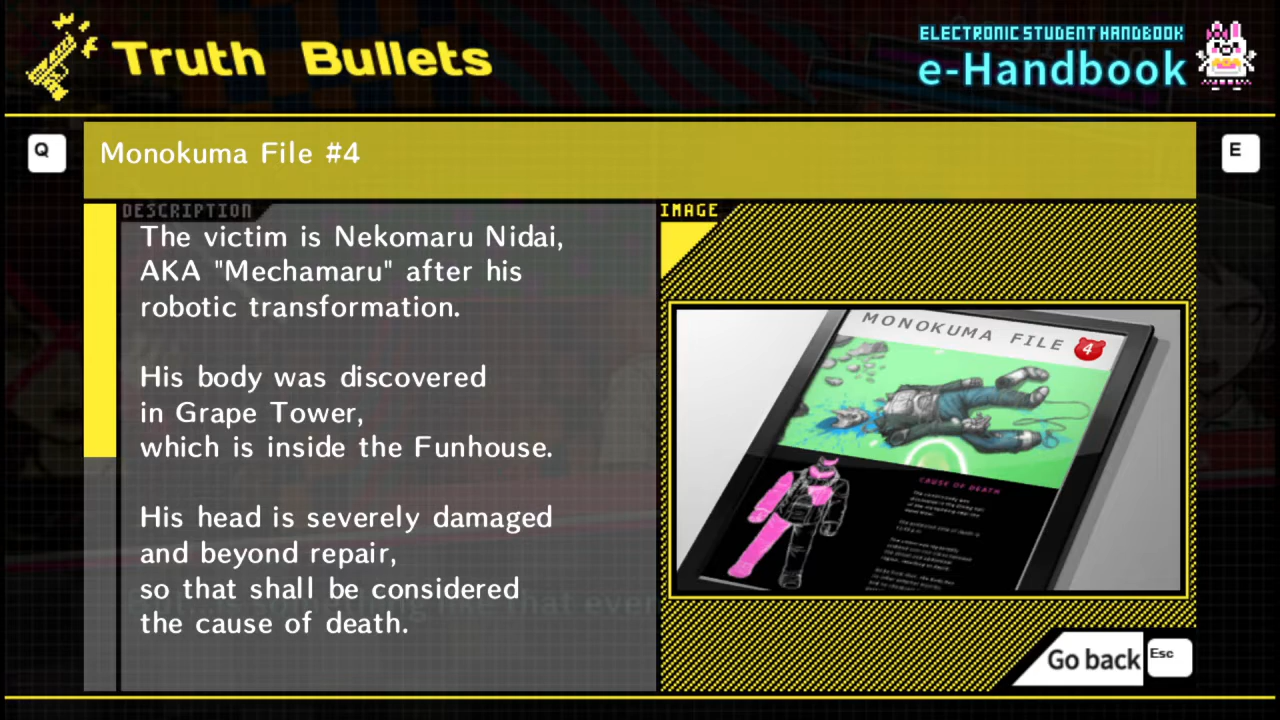 Truth Bullets
ELECTRONIC STUDENT HANDBOOK
e-Handbook
Q
Monokuma File #4
E
DESCRIPTION
The victim is Nekomaru Nidai,
AKA "Mechamaru" after his
robotic transformation.
His body was discovered
in Grape Tower,
which is inside the Funhouse.
His head is severely damaged
and beyond repair,
so that shall be considered
the cause of death.
IMAGE
MONOKUMA FILE
4
CAUSE OF DEATH
Go back
Esc